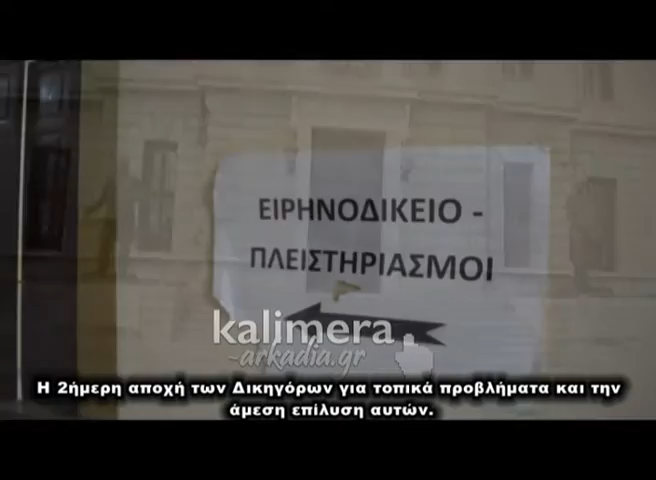 ΕΙΡΗΝΟΔΙΚΕΙΟ -
ΠΛΕΙΣΤΗΡΙΑΣΜΟΙ
kalimera
-arkadia.gr
Η 2ήμερη αποχή των Δικηγόρων για τοπικά προβλήματα και την
άμεση επίλυση αυτών.